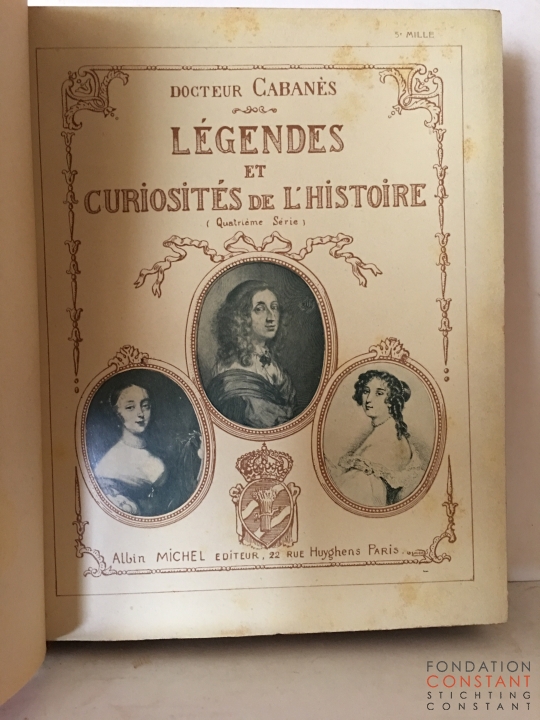 5e MILLE
DOCTEUR CABANÈS
LÉGENDES
ET
CURIOSITÉS DE L'HISTOIRE
( Quatrième Série )
Albin MICHEL EDITEUR, 22 RUE Huyghens PARIS.
FONDATION
CONSTANT
STICHTING
CONSTANT